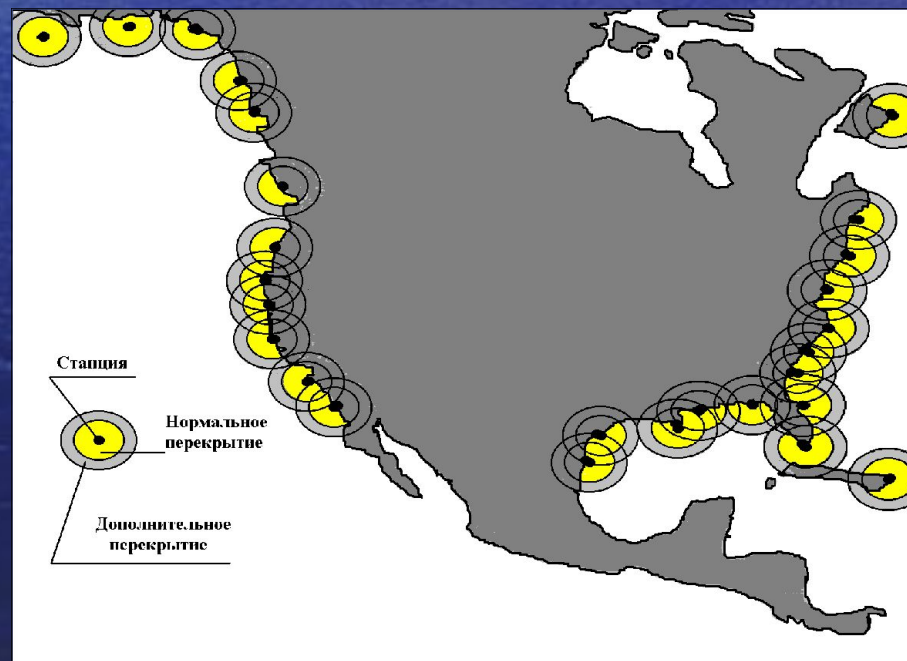 Станция
Нормальное
перекрытие
Дополнительное
перекрытие